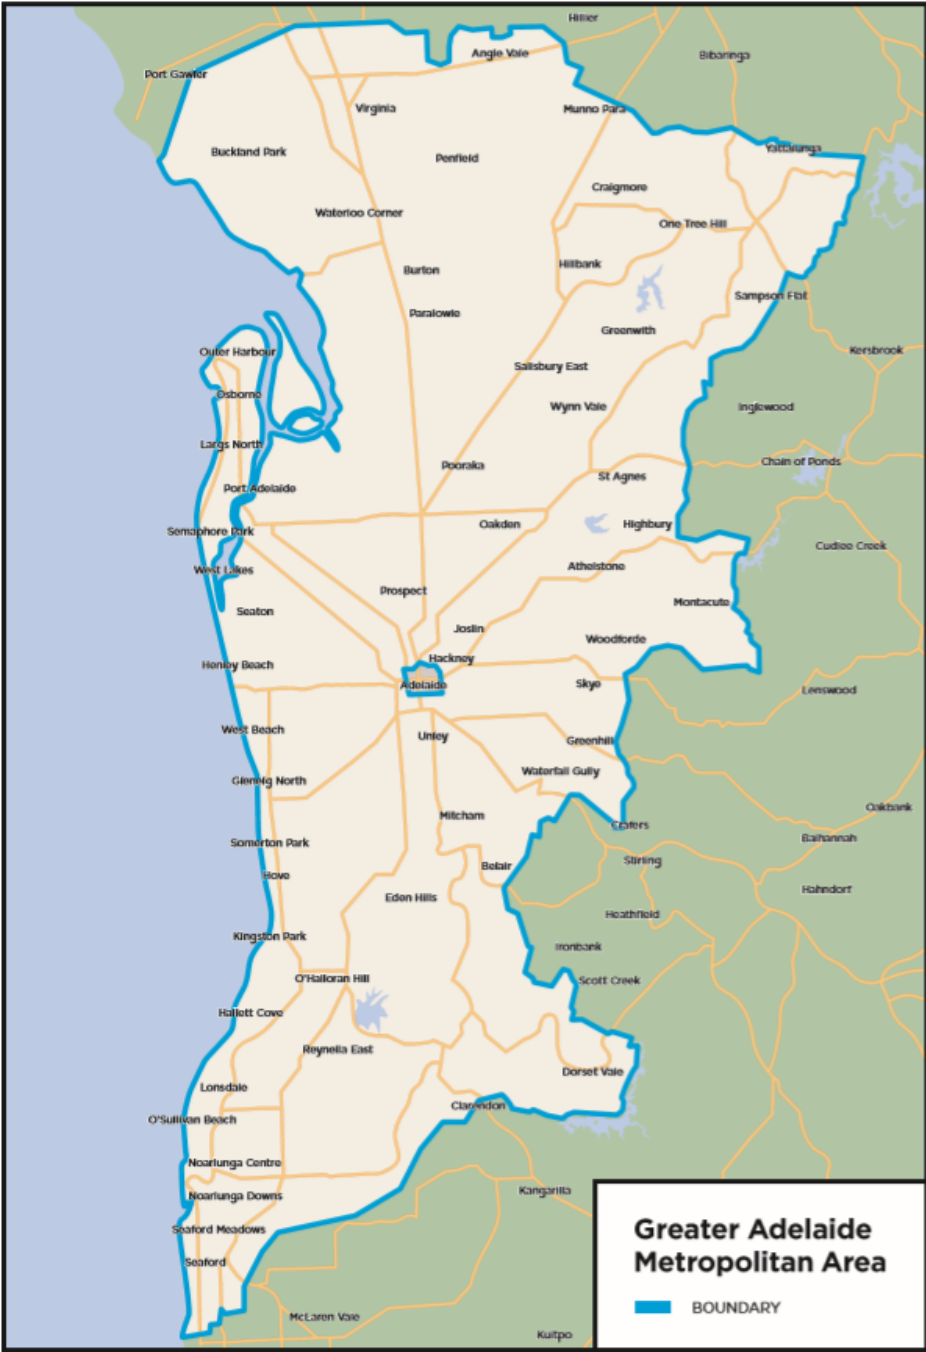 Hillier
Angle Vale
Bibaringa
Port Gawler
Virginia
Munno Para
Buckland Park
Penfield
Yattalunga
Craigmore
Waterloo Corner
One Tree Hill
Burton
Hillbank
Sampson Flat
Paralowie
Greenwith
Outer Harbour
Kersbrook
Salisbury East
Osborne
Wynn Vale
Inglewood
Largs North
Pooraka
Chain of Ponds
St Agnes
Port Adelaide
Semaphore Park
Oakden
Highbury
Cudlee Creek
West Lakes
Athelstone
Prospect
Seaton
Montacute
Joslin
Woodforde
Henley Beach
Hackney
Adelaide
Skye
Lenswood
West Beach
Unley
Greenhill
Glenelg North
Waterfall Gully
Oakbank
Mitcham
Crafers
Balhannah
Somerton Park
Hove
Belair
Stirling
Eden Hills
Hahndorf
Heathfield
Kingston Park
Ironbank
O'Halloran Hill
Scott Creek
Hallett Cove
Reynella East
Dorset Vale
Lonsdale
Clarendon
O'Sullivan Beach
Noarlunga Centre
Noarlunga Downs
Kangarilla
Seaford Meadows
Seaford
McLaren Vale
Kuitpo
Greater Adelaide
Metropolitan Area
BOUNDARY